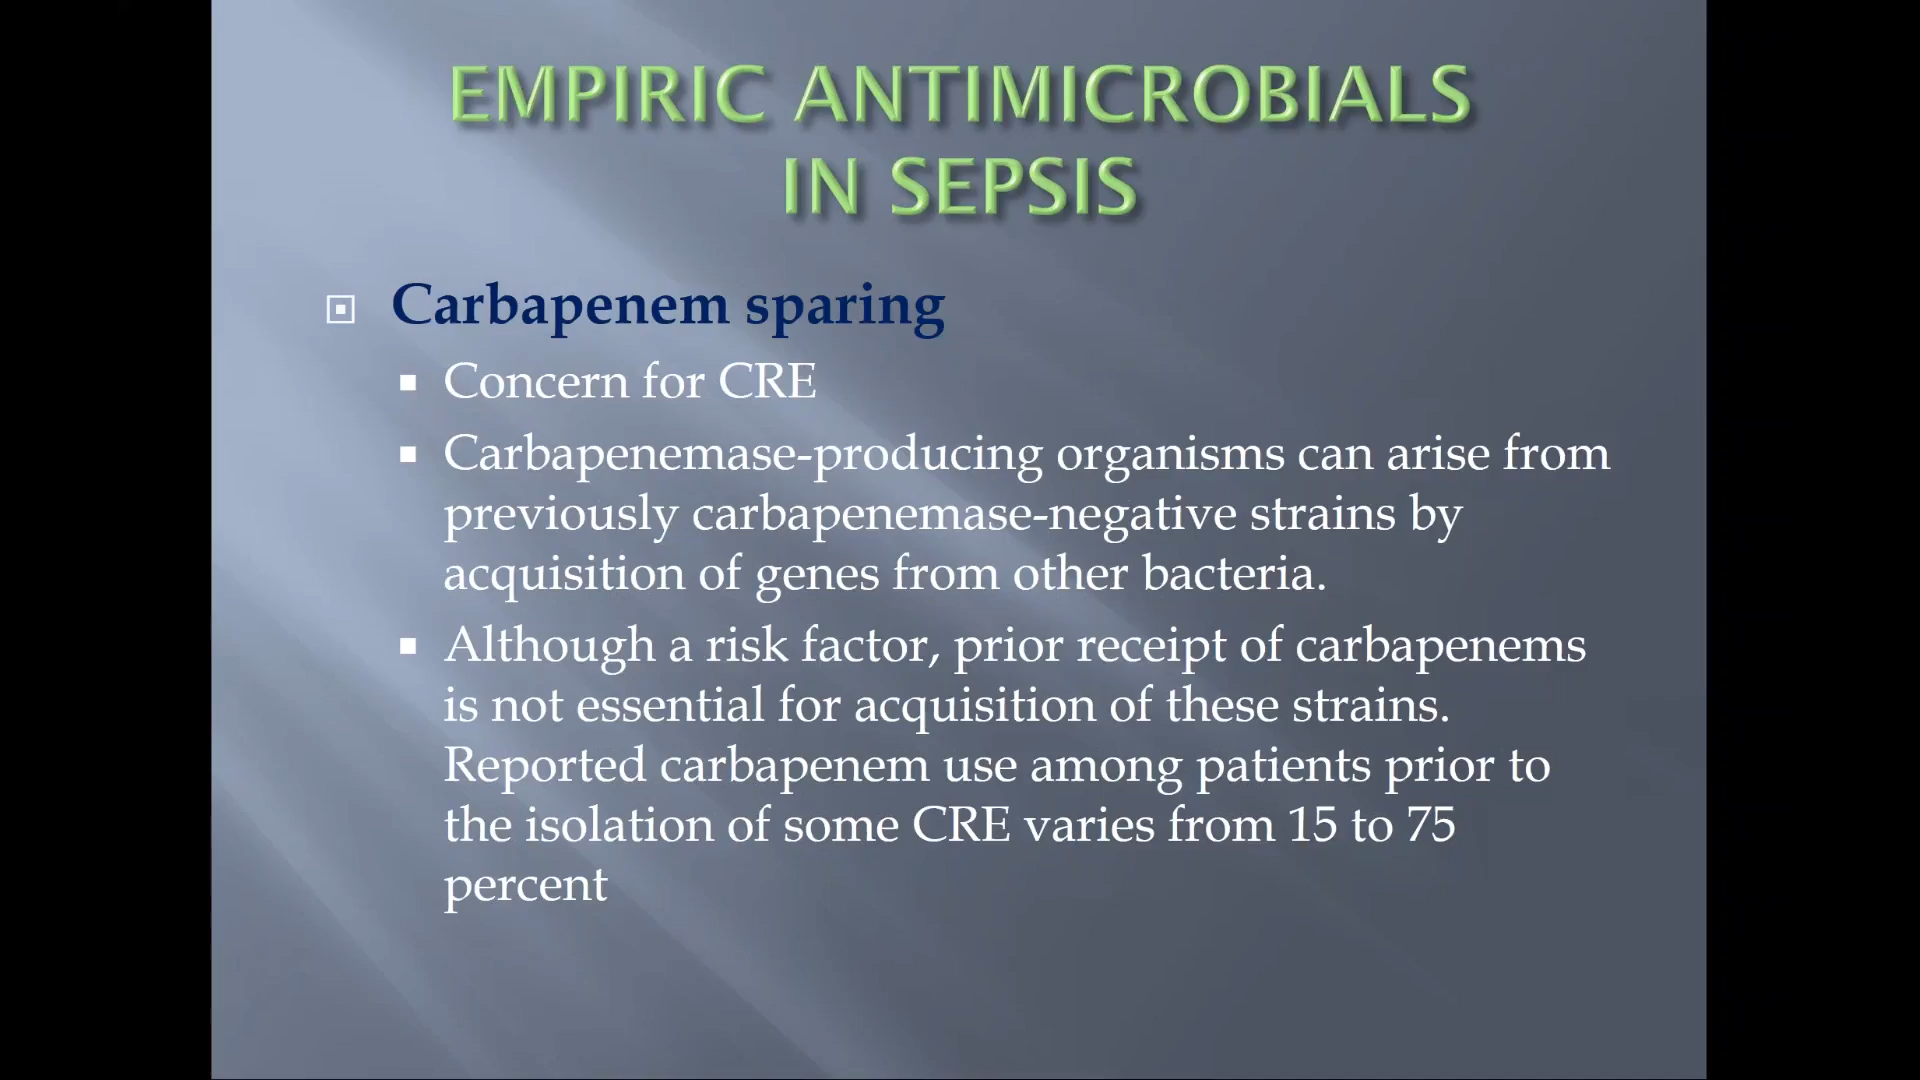 EMPIRIC ANTIMICROBIALS
IN SEPSIS
Carbapenem sparing
Concern for CRE
Carbapenemase-producing organisms can arise from
previously carbapenemase-negative strains by
acquisition of genes from other bacteria.
Although a risk factor, prior receipt of carbapenems
is not essential for acquisition of these strains.
Reported carbapenem use among patients prior to
the isolation of some CRE varies from 15 to 75
percent